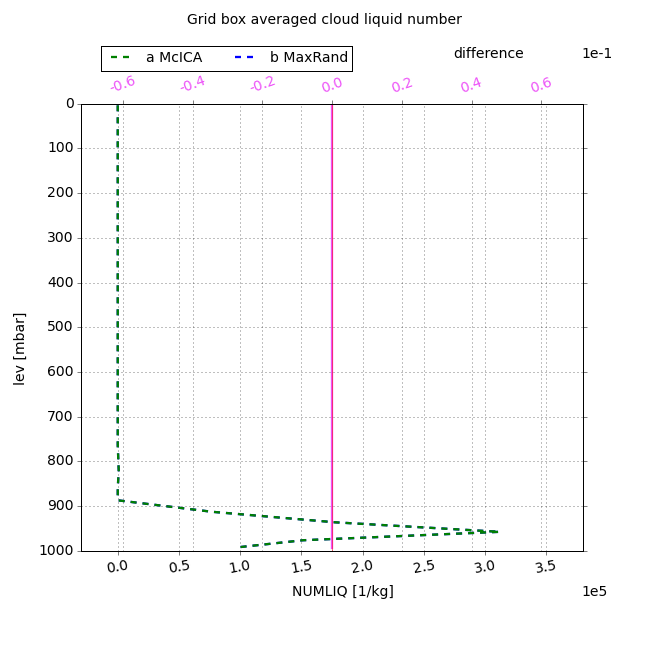 Grid box averaged cloud liquid number
a McICA b MaxRand difference 1e-1
-0.6 -0.4 -0.2 0.0 0.2 0.4 0.6
0
100
200
300
400
500
600
700
800
900
1000
lev [mbar]
0.0 0.5 1.0 1.5 2.0 2.5 3.0 3.5
NUMLIQ [1/kg] 1e5